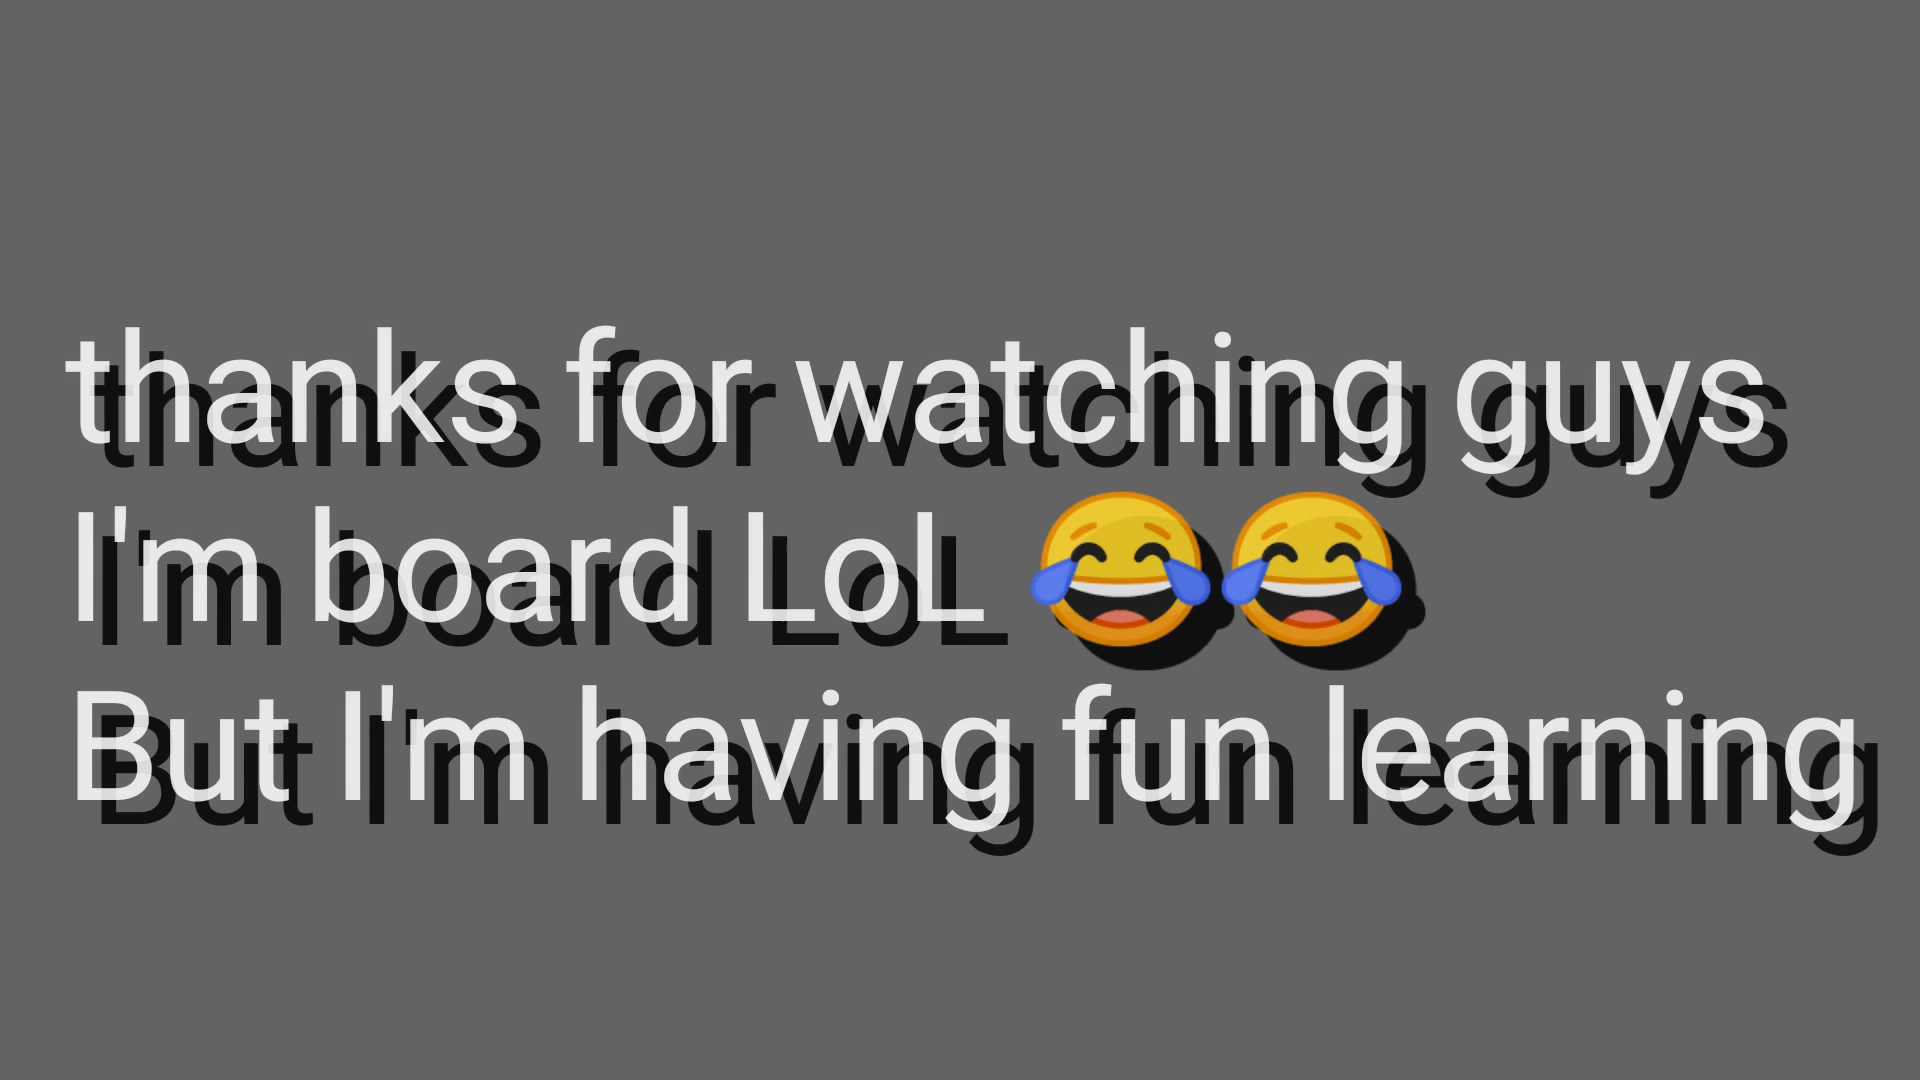 thanks for watching guys
I'm board LoL 😂😂
But I'm having fun learning